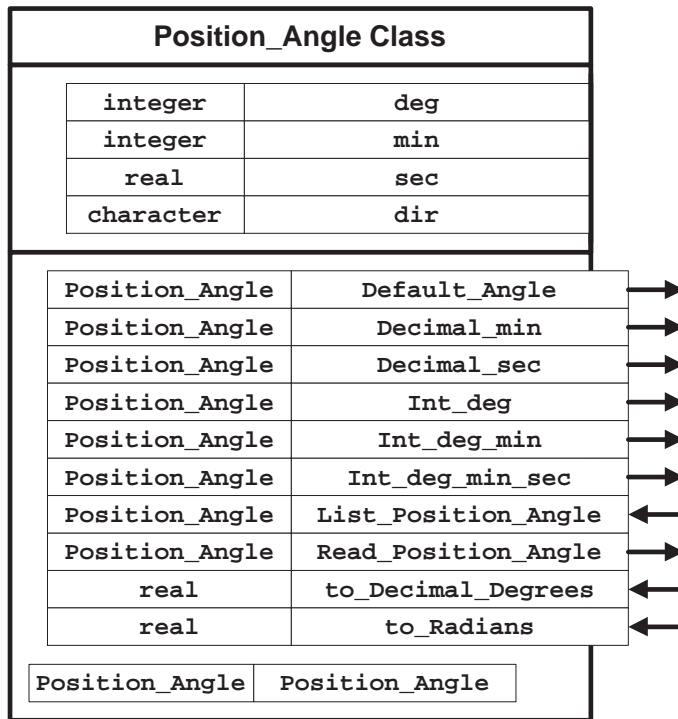 Position_Angle Class
integer deg
integer min
real sec
character dir
Position_Angle Default_Angle
Position_Angle Decimal_min
Position_Angle Decimal_sec
Position_Angle Int_deg
Position_Angle Int_deg_min
Position_Angle Int_deg_min_sec
Position_Angle List_Position_Angle
Position_Angle Read_Position_Angle
real to_Decimal_Degrees
real to_Radians
Position_Angle Position_Angle